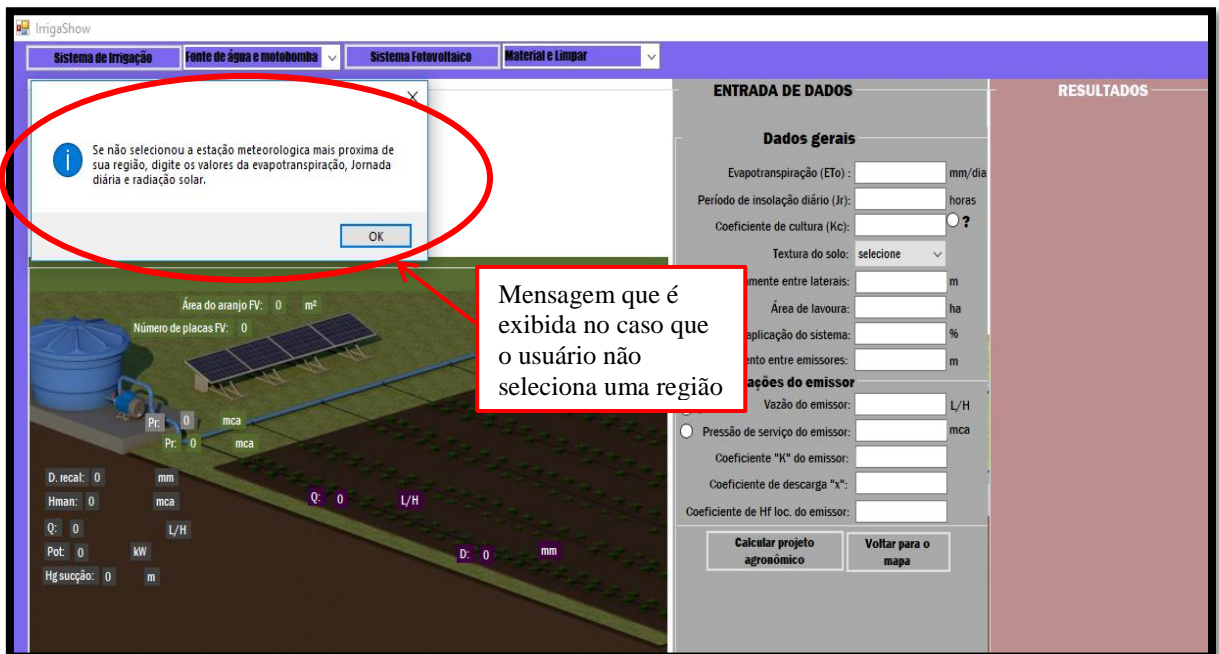 IrrigaShow
Sistema de Irrigação
Fonte de água e motobomba
Sistema Fotovoltaico
Material e Limpar
X
Se não selecionou a estação meteorologica mais proxima de
sua região, digite os valores da evapotranspiração, Jornada
diária e radiação solar.
OK
Mensagem que é
exibida no caso que
o usuário não
seleciona uma região
Área do aranjo FV: 0 m²
Número de placas FV: 0
Pr: 0 mca
Pr: 0 mca
D. recal: 0 mm
Hman: 0 mca
Q: 0 L/H
Pot: 0 kW
Hg sucção: 0 m
Q: 0 L/H
D: 0 mm
ENTRADA DE DADOS
Dados gerais
Evapotranspiração (ETo) : mm/dia
Período de insolação diário (Jr): horas
Coeficiente de cultura (Kc): ?
Textura do solo: selecione
amente entre laterais: m
Área de lavoura: ha
aplicação do sistema: %
ento entre emissores: m
ações do emissor
Vazão do emissor: L/H
Pressão de serviço do emissor: mca
Coeficiente "K" do emissor:
Coeficiente de descarga "x":
Coeficiente de Hf loc. do emissor:
Calcular projeto
agronômico
Voltar para o
mapa
RESULTADOS